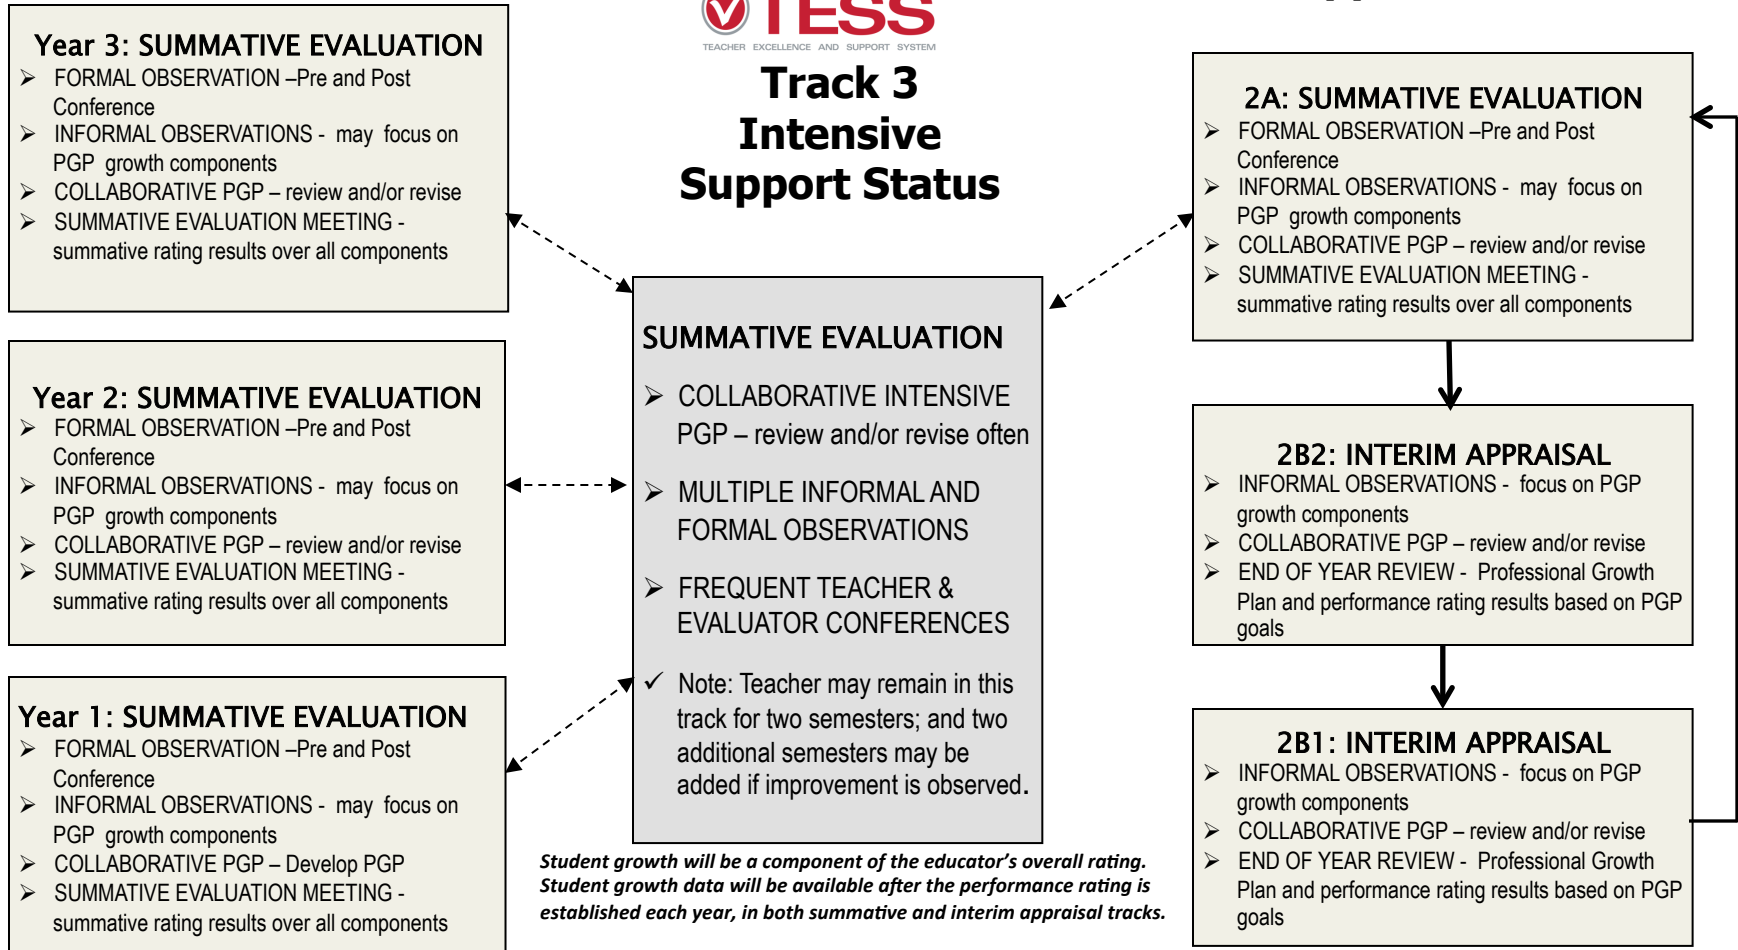 Year 3: SUMMATIVE EVALUATION
➢ FORMAL OBSERVATION –Pre and Post
Conference
➢ INFORMAL OBSERVATIONS - may focus on
PGP growth components
➢ COLLABORATIVE PGP – review and/or revise
➢ SUMMATIVE EVALUATION MEETING -
summative rating results over all components
Year 2: SUMMATIVE EVALUATION
➢ FORMAL OBSERVATION –Pre and Post
Conference
➢ INFORMAL OBSERVATIONS - may focus on
PGP growth components
➢ COLLABORATIVE PGP – review and/or revise
➢ SUMMATIVE EVALUATION MEETING -
summative rating results over all components
Year 1: SUMMATIVE EVALUATION
➢ FORMAL OBSERVATION –Pre and Post
Conference
➢ INFORMAL OBSERVATIONS - may focus on
PGP growth components
➢ COLLABORATIVE PGP – Develop PGP
➢ SUMMATIVE EVALUATION MEETING -
summative rating results over all components
TESS
TEACHER EXCELLENCE AND SUPPORT SYSTEM
Track 3
Intensive
Support Status
SUMMATIVE EVALUATION
➢ COLLABORATIVE INTENSIVE
PGP – review and/or revise often
➢ MULTIPLE INFORMAL AND
FORMAL OBSERVATIONS
➢ FREQUENT TEACHER &
EVALUATOR CONFERENCES
✓ Note: Teacher may remain in this
track for two semesters; and two
additional semesters may be
added if improvement is observed.
Student growth will be a component of the educator’s overall rating.
Student growth data will be available after the performance rating is
established each year, in both summative and interim appraisal tracks.
2A: SUMMATIVE EVALUATION
➢ FORMAL OBSERVATION –Pre and Post
Conference
➢ INFORMAL OBSERVATIONS - may focus on
PGP growth components
➢ COLLABORATIVE PGP – review and/or revise
➢ SUMMATIVE EVALUATION MEETING -
summative rating results over all components
2B2: INTERIM APPRAISAL
➢ INFORMAL OBSERVATIONS - focus on PGP
growth components
➢ COLLABORATIVE PGP – review and/or revise
➢ END OF YEAR REVIEW - Professional Growth
Plan and performance rating results based on PGP
goals
2B1: INTERIM APPRAISAL
➢ INFORMAL OBSERVATIONS - focus on PGP
growth components
➢ COLLABORATIVE PGP – review and/or revise
➢ END OF YEAR REVIEW - Professional Growth
Plan and performance rating results based on PGP
goals